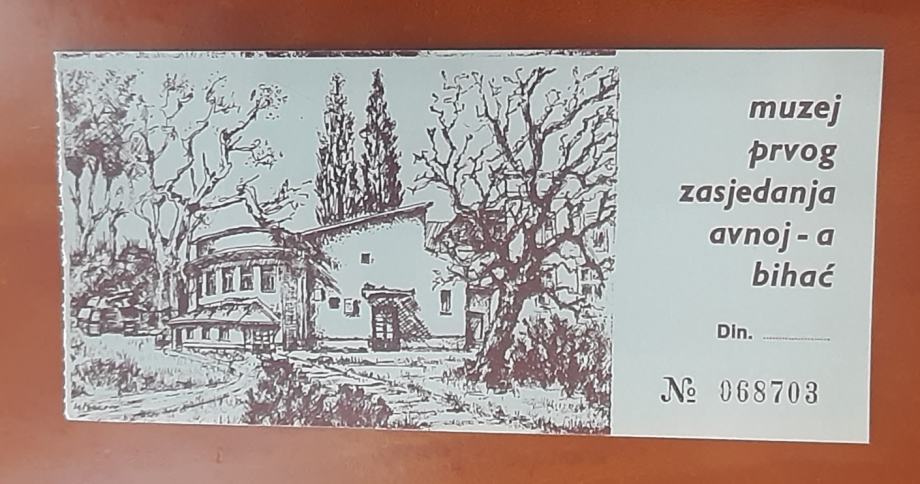 muzej
prvog
zasjedanja
avnoj - a
bihać
Din. ............
№ 068703